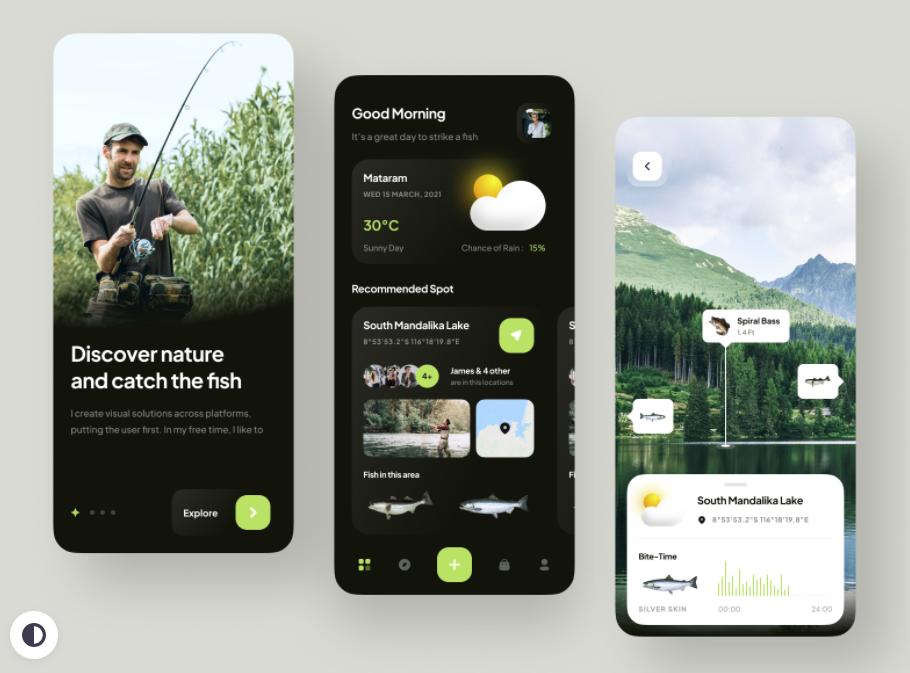 Discover nature
and catch the fish
I create visual solutions across platforms,
putting the user first. In my free time, I like to
Explore
Good Morning
It's a great day to strike a fish
Mataram
WED 15 MARCH, 2021
30°C
Sunny Day
Chance of Rain : 15%
Recommended Spot
South Mandalika Lake
8°53'53.2"S 116°18'19.8"E
4+
James & 4 other
are in this locations
Fish in this area
S
8
Fi
Spiral Bass
1.4 Ft
South Mandalika Lake
8°53'53.2"S 116°18'19.8"E
Bite-Time
SILVER SKIN
00:00
24:00